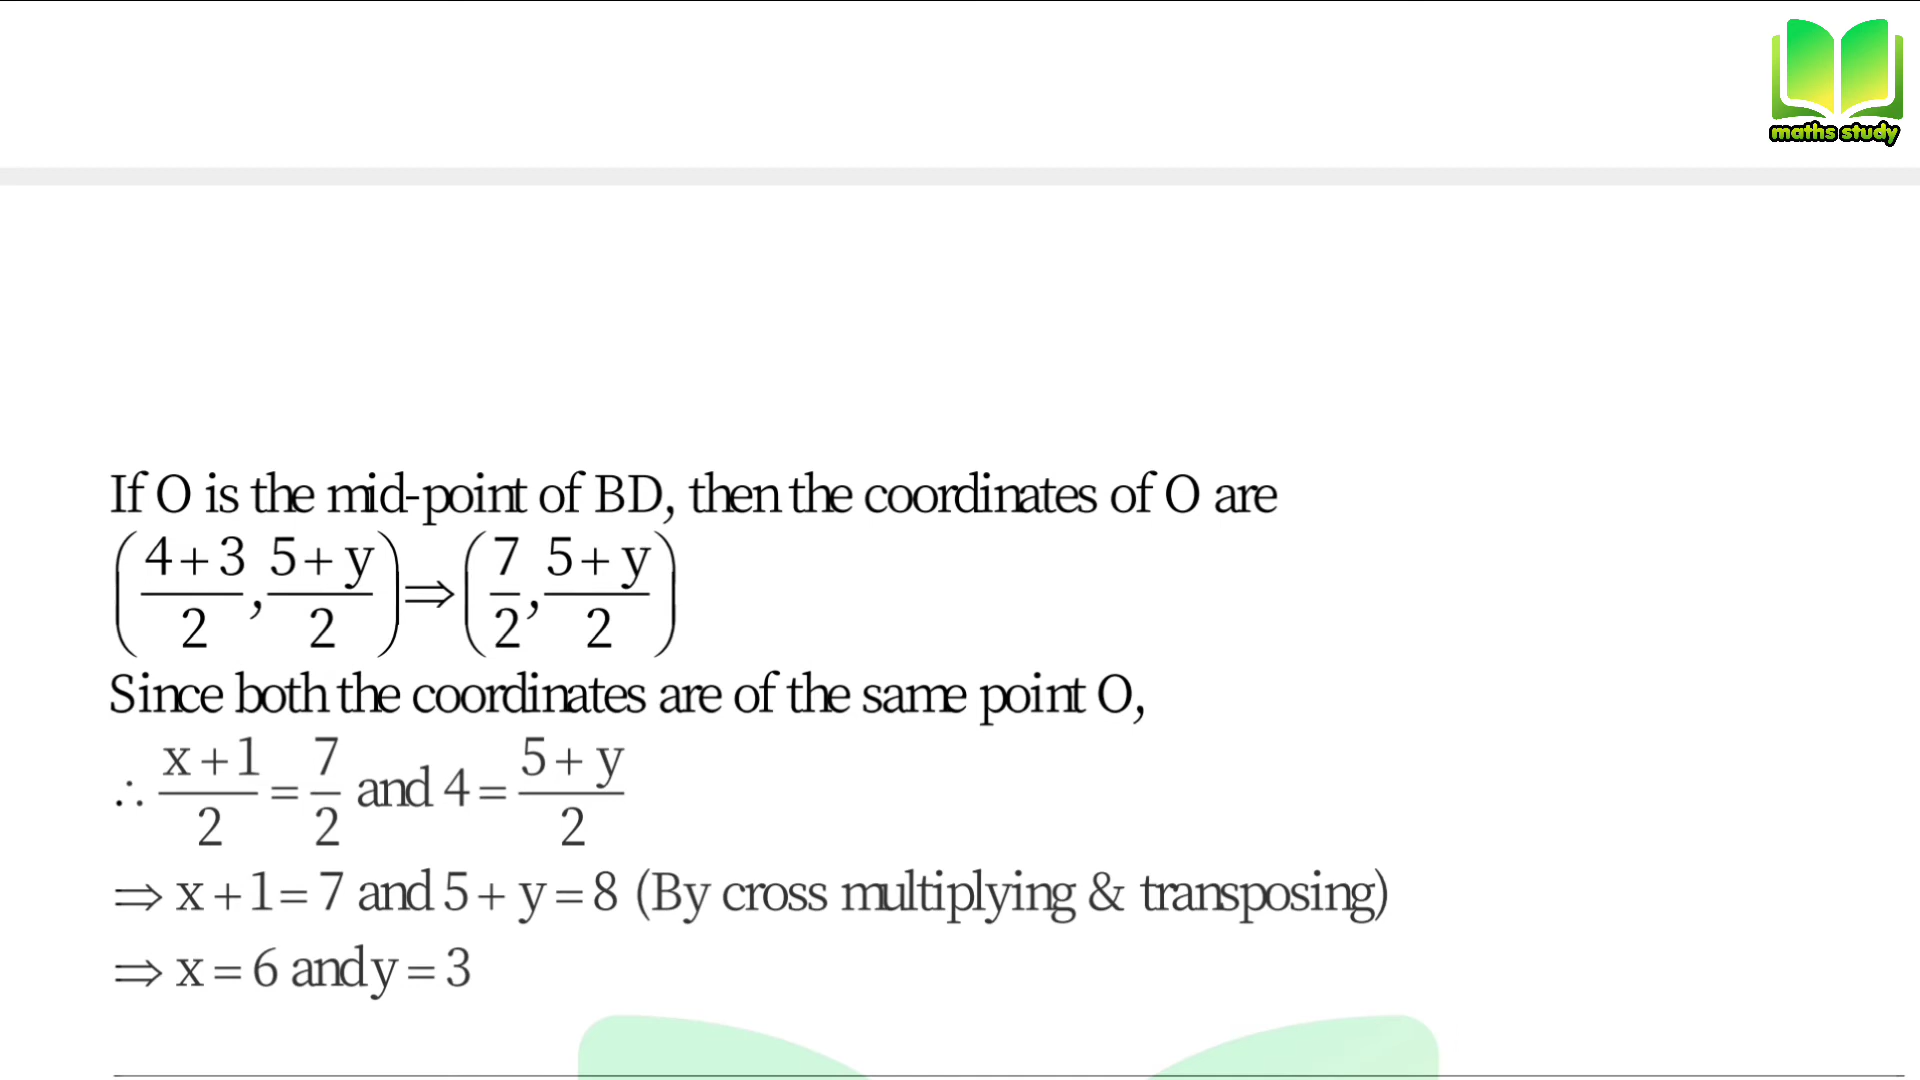 maths study
If O is the mid-point of BD, then the coordinates of O are
(4+3/2, 5+y/2) ⇒ (7/2, 5+y/2)
Since both the coordinates are of the same point O,
∴ x+1/2 = 7/2 and 4 = 5+y/2
⇒ x+1=7 and 5+y=8 (By cross multiplying & transposing)
⇒ x=6 and y=3